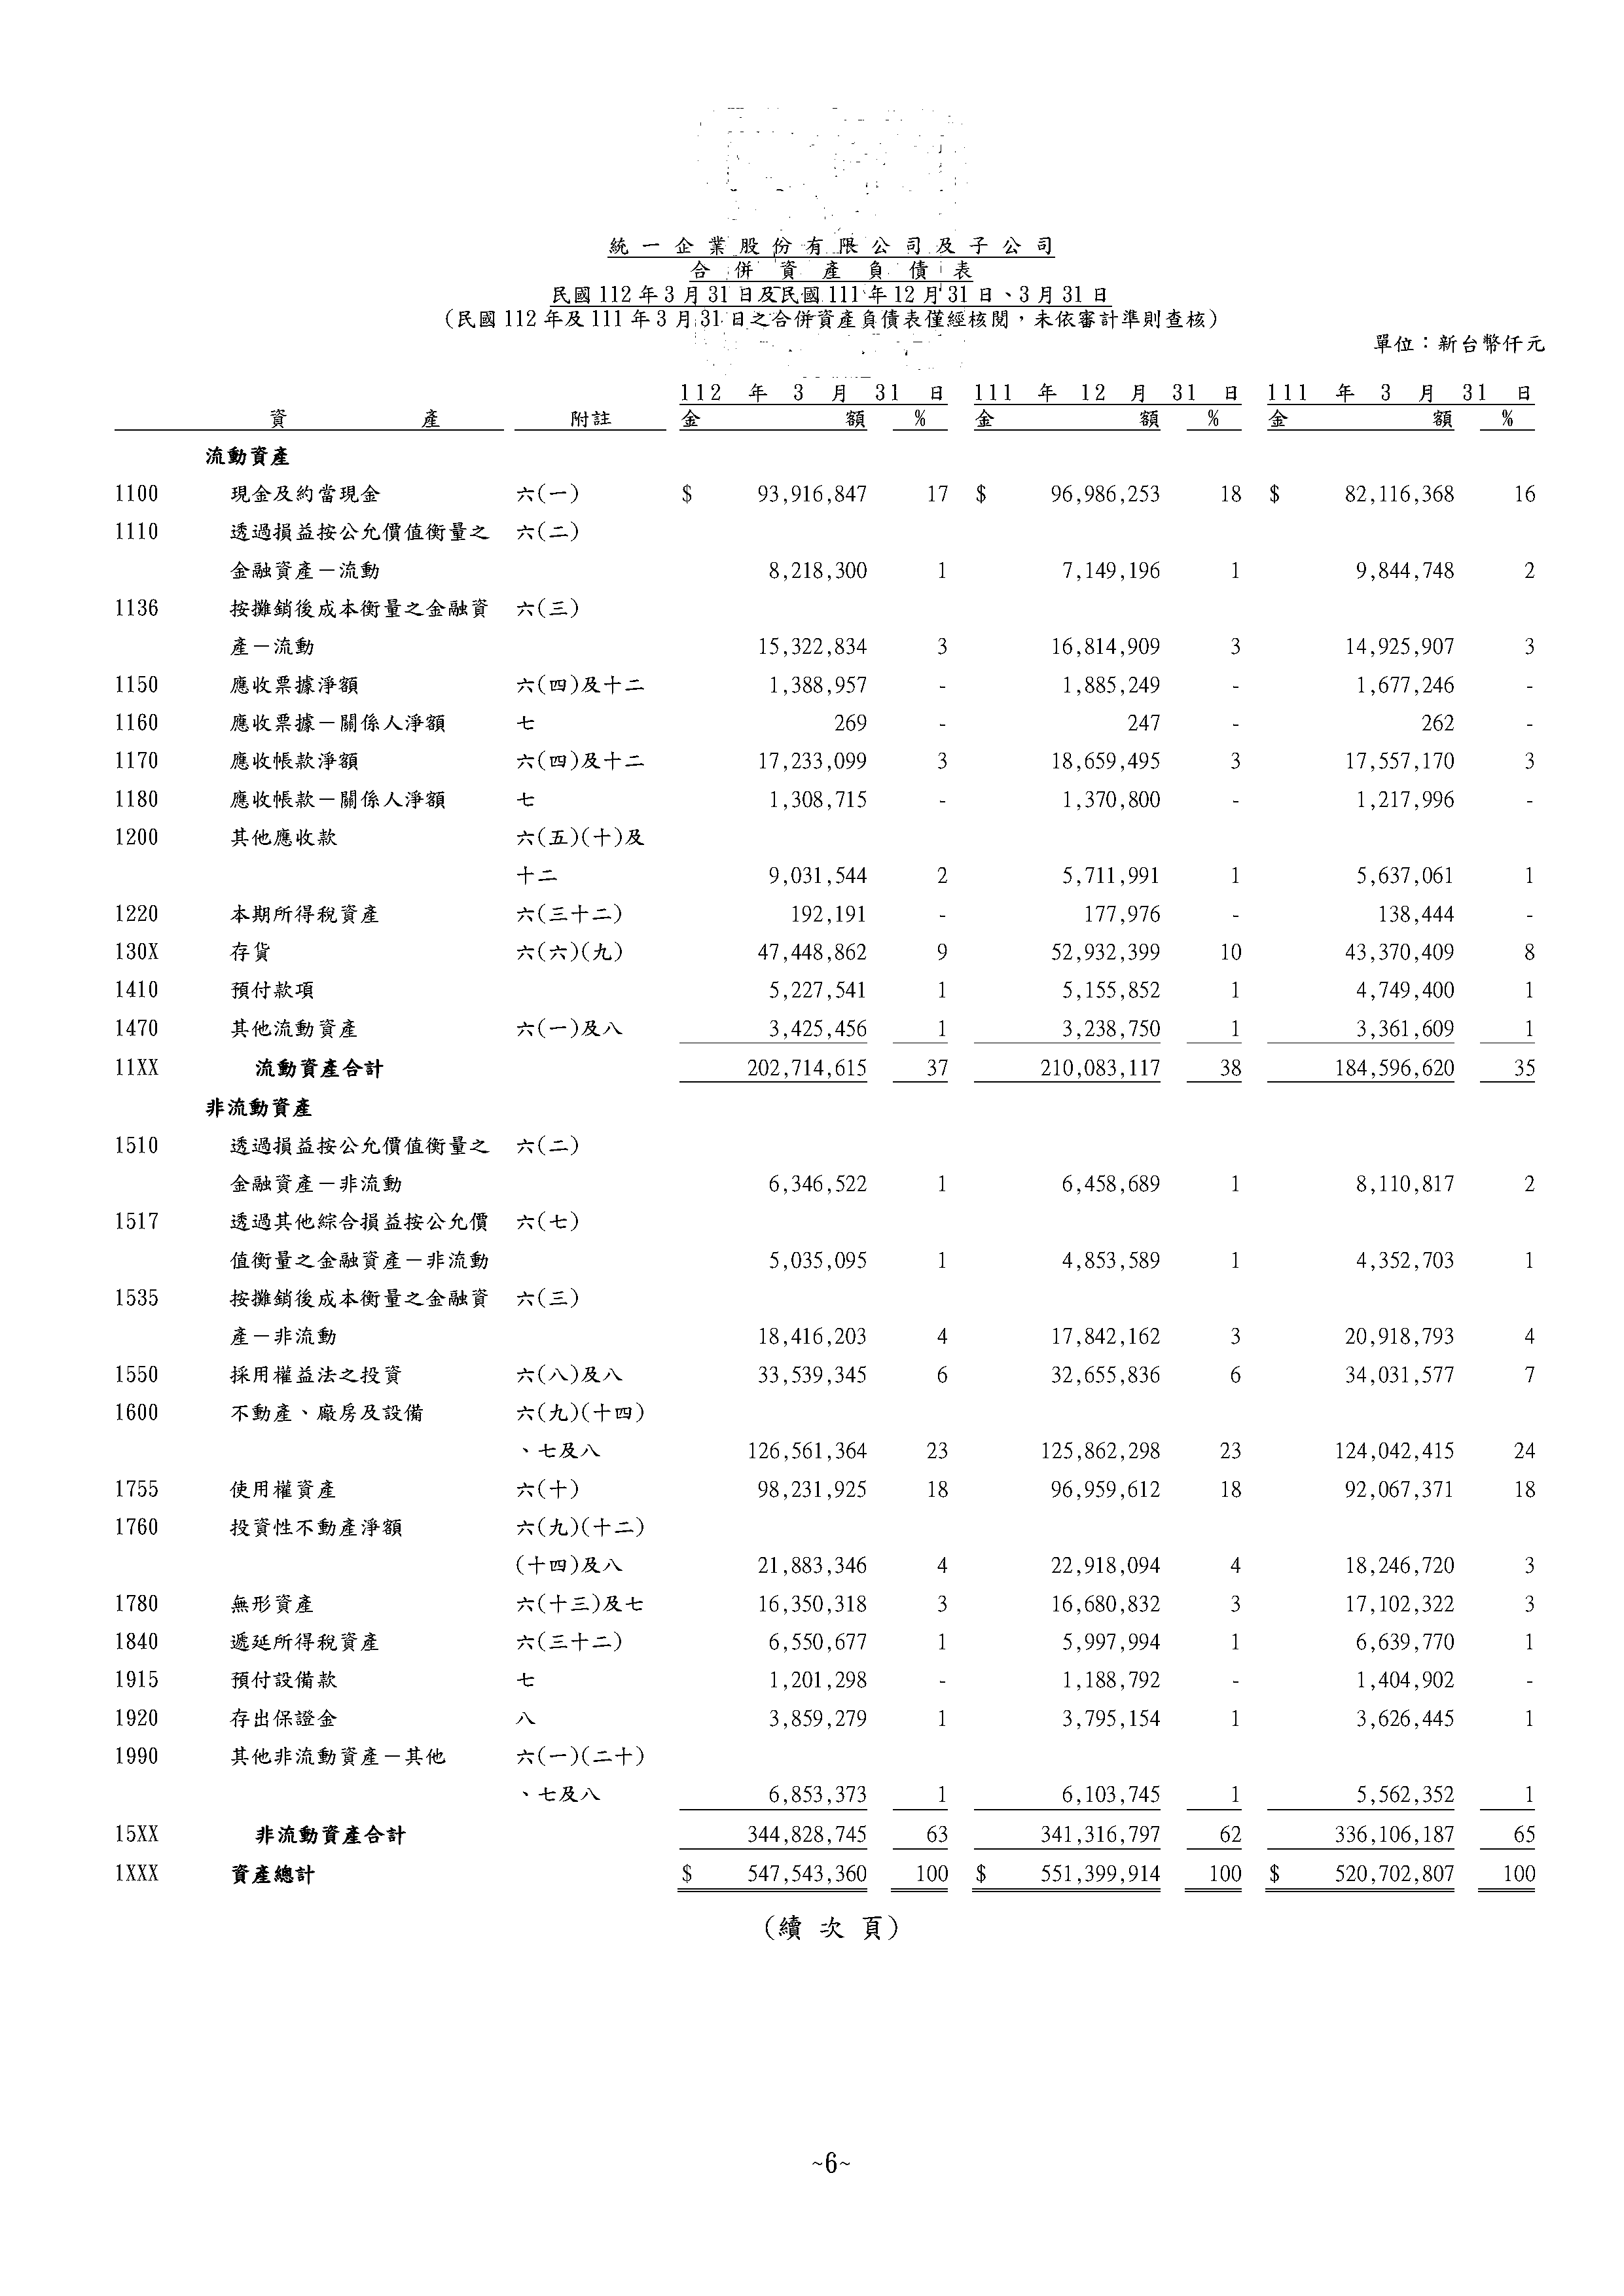 統一企業股份有限公司及子公司
合併資產負債表
民國112年3月31日及民國111年12月31日、3月31日
(民國112年及111年3月31日之合併資產負債表僅經核閱，未依審計準則查核)
單位：新台幣仟元
112 年 3 月 31 日 111 年 12 月 31 日 111 年 3 月 31 日
資產 附註 金額 % 金額 % 金額 %
流動資產
1100 現金及約當現金 六(一) $ 93,916,847 17 $ 96,986,253 18 $ 82,116,368 16
1110 透過損益按公允價值衡量之 六(二)
金融資產－流動 8,218,300 1 7,149,196 1 9,844,748 2
1136 按攤銷後成本衡量之金融資 六(三)
產－流動 15,322,834 3 16,814,909 3 14,925,907 3
1150 應收票據淨額 六(四)及十二 1,388,957 - 1,885,249 - 1,677,246 -
1160 應收票據－關係人淨額 七 269 - 247 - 262 -
1170 應收帳款淨額 六(四)及十二 17,233,099 3 18,659,495 3 17,557,170 3
1180 應收帳款－關係人淨額 七 1,308,715 - 1,370,800 - 1,217,996 -
1200 其他應收款 六(五)(十)及
十二 9,031,544 2 5,711,991 1 5,637,061 1
1220 本期所得稅資產 六(三十二) 192,191 - 177,976 - 138,444 -
130X 存貨 六(六)(九) 47,448,862 9 52,932,399 10 43,370,409 8
1410 預付款項 5,227,541 1 5,155,852 1 4,749,400 1
1470 其他流動資產 六(一)及八 3,425,456 1 3,238,750 1 3,361,609 1
11XX 流動資產合計 202,714,615 37 210,083,117 38 184,596,620 35
非流動資產
1510 透過損益按公允價值衡量之 六(二)
金融資產－非流動 6,346,522 1 6,458,689 1 8,110,817 2
1517 透過其他綜合損益按公允價 六(七)
值衡量之金融資產－非流動 5,035,095 1 4,853,589 1 4,352,703 1
1535 按攤銷後成本衡量之金融資 六(三)
產－非流動 18,416,203 4 17,842,162 3 20,918,793 4
1550 採用權益法之投資 六(八)及八 33,539,345 6 32,655,836 6 34,031,577 7
1600 不動產、廠房及設備 六(九)(十四)
、七及八 126,561,364 23 125,862,298 23 124,042,415 24
1755 使用權資產 六(十) 98,231,925 18 96,959,612 18 92,067,371 18
1760 投資性不動產淨額 六(九)(十二)
(十四)及八 21,883,346 4 22,918,094 4 18,246,720 3
1780 無形資產 六(十三)及七 16,350,318 3 16,680,832 3 17,102,322 3
1840 遞延所得稅資產 六(三十二) 6,550,677 1 5,997,994 1 6,639,770 1
1915 預付設備款 七 1,201,298 - 1,188,792 - 1,404,902 -
1920 存出保證金 八 3,859,279 1 3,795,154 1 3,626,445 1
1990 其他非流動資產－其他 六(一)(二十)
、七及八 6,853,373 1 6,103,745 1 5,562,352 1
15XX 非流動資產合計 344,828,745 63 341,316,797 62 336,106,187 65
1XXX 資產總計 $ 547,543,360 100 $ 551,399,914 100 $ 520,702,807 100
(續次頁)
~6~